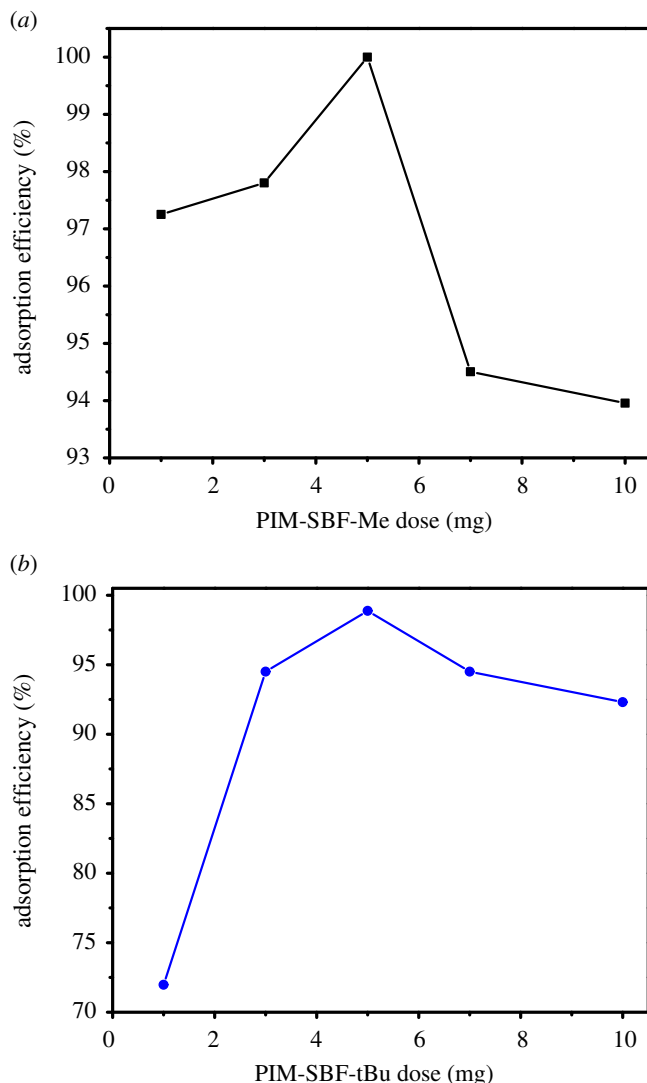 (a)
100
99
98
97
96
95
94
93
adsorption efficiency (%)
0 2 4 6 8 10
PIM-SBF-Me dose (mg)
(b)
100
95
90
85
80
75
70
adsorption efficiency (%)
0 2 4 6 8 10
PIM-SBF-tBu dose (mg)